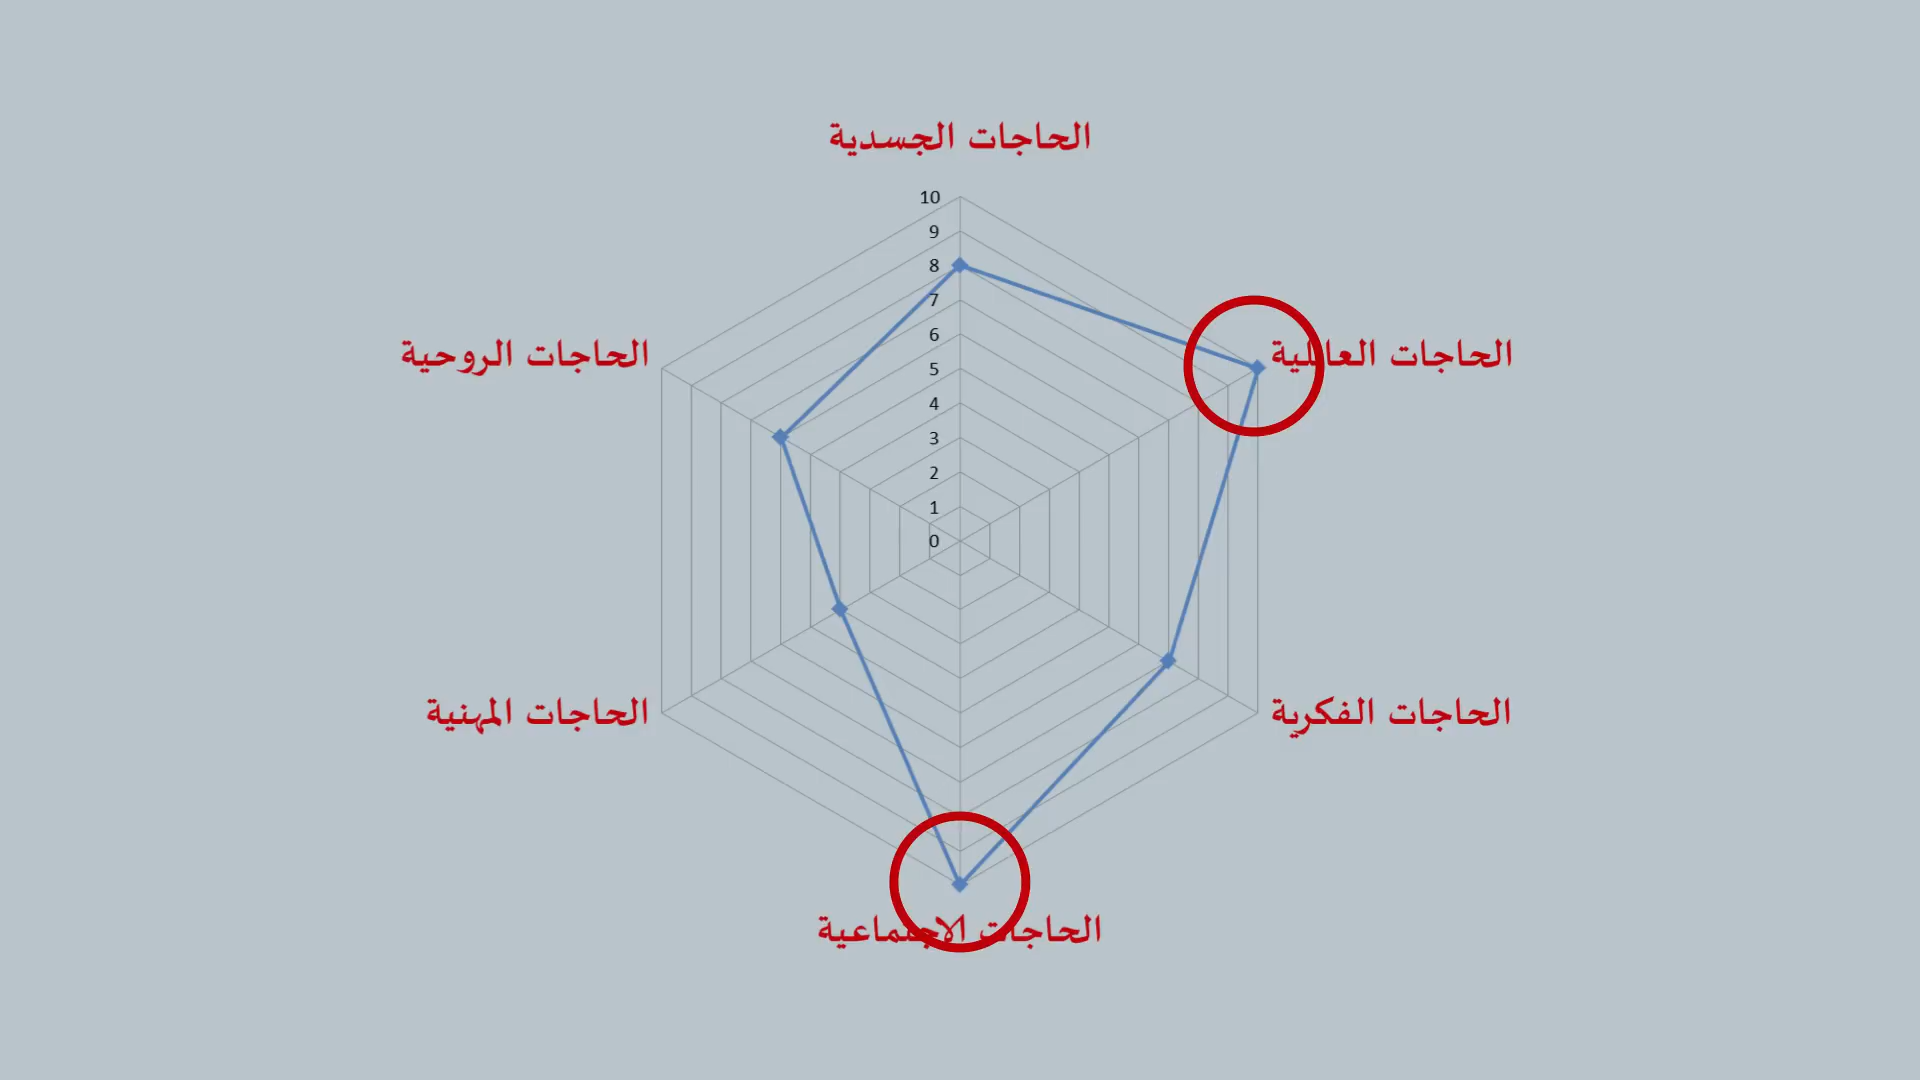 الحاجات الجسدية
10
9
8
7
6
5
4
3
2
1
0
الحاجات العائلية
الحاجات الروحية
الحاجات الفكرية
الحاجات المهنية
الحاجات الاجتماعية